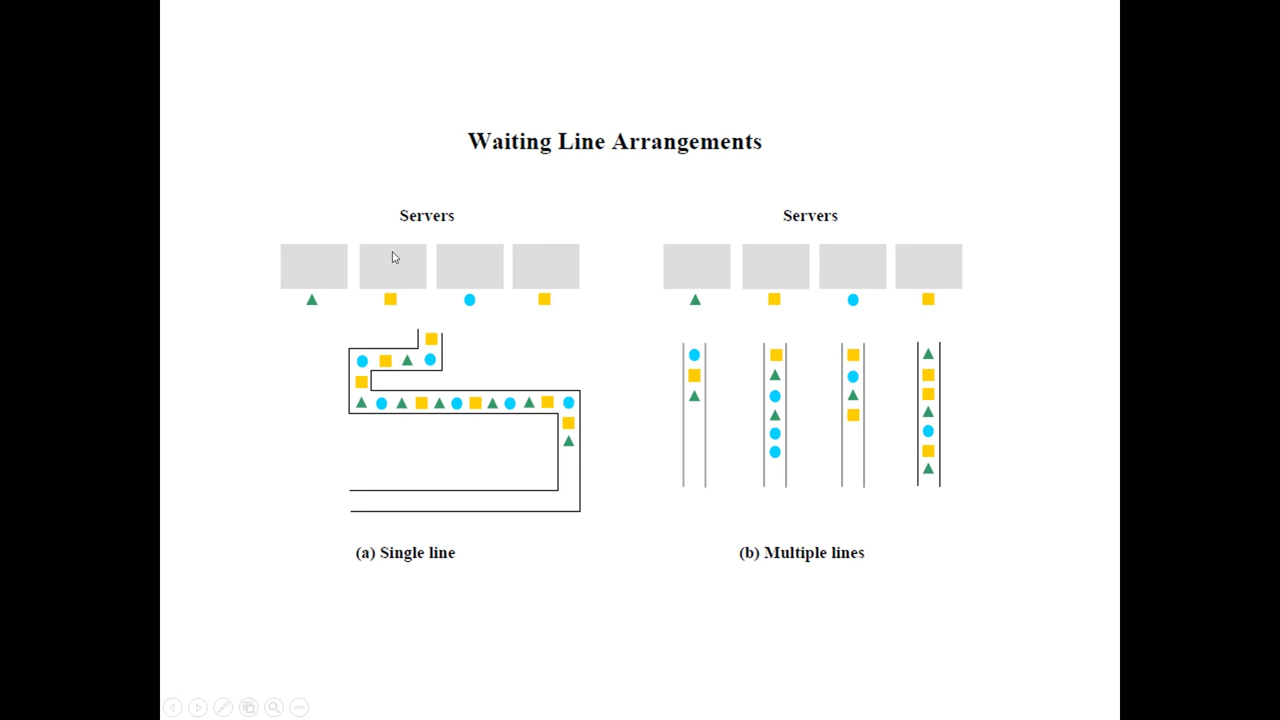 Waiting Line Arrangements
Servers
Servers
(a) Single line
(b) Multiple lines